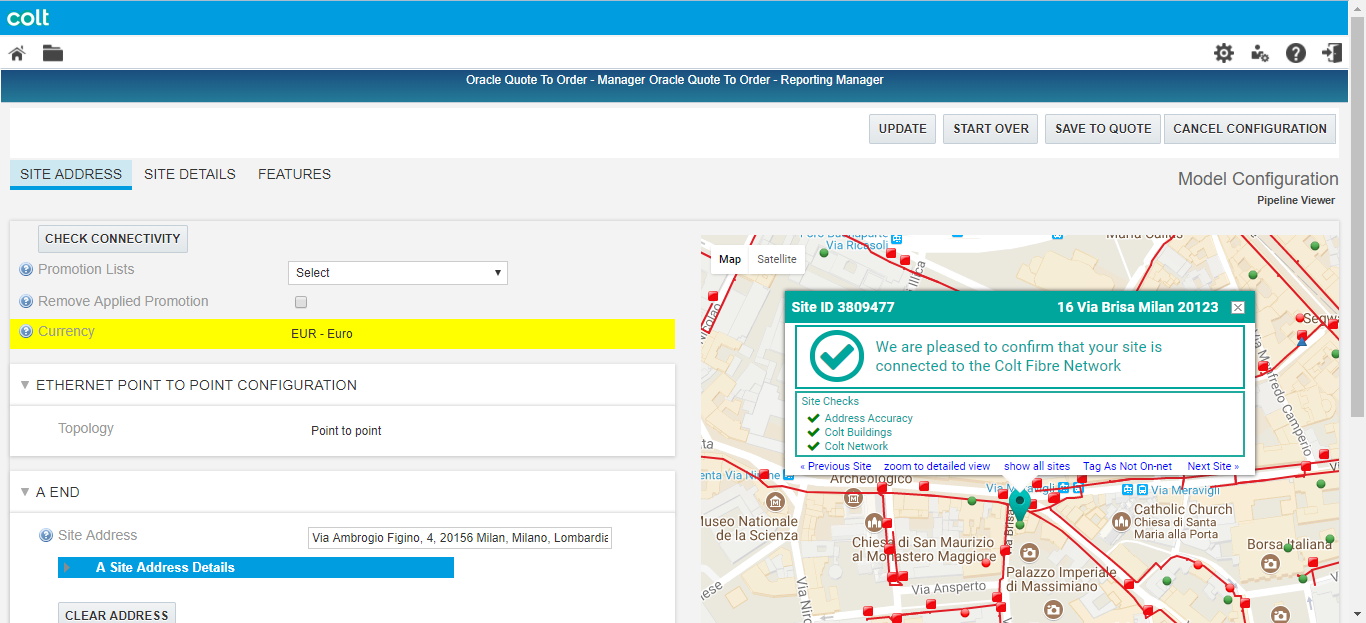 colt
Oracle Quote To Order - Manager Oracle Quote To Order - Reporting Manager
UPDATE
START OVER
SAVE TO QUOTE
CANCEL CONFIGURATION
SITE ADDRESS
SITE DETAILS
FEATURES
Model Configuration
Pipeline Viewer
CHECK CONNECTIVITY
Promotion Lists
Select
Remove Applied Promotion
Currency
EUR - Euro
ETHERNET POINT TO POINT CONFIGURATION
Topology
Point to point
A END
Site Address
Via Ambrogio Figino, 4, 20156 Milan, Milano, Lombardia
A Site Address Details
CLEAR ADDRESS
Via Ricasoli
Map
Satellite
Site ID 3809477
16 Via Brisa Milan 20123
We are pleased to confirm that your site is
connected to the Colt Fibre Network
Site Checks
Address Accuracy
Colt Buildings
Colt Network
« Previous Site
zoom to detailed view
show all sites
Tag As Not On-net
Next Site »
Via Manfredo Camperio
Archeologico
Via Meravigli
Via Meravigli
Museo Nazionale
de la Scienza
Chiesa di San Maurizio
al Monastero Maggiore
Catholic Church
Chiesa di Santa
Maria alla Porta
Borsa Italiana
Palazzo Imperiale
di Massimiano
Via Ansperto